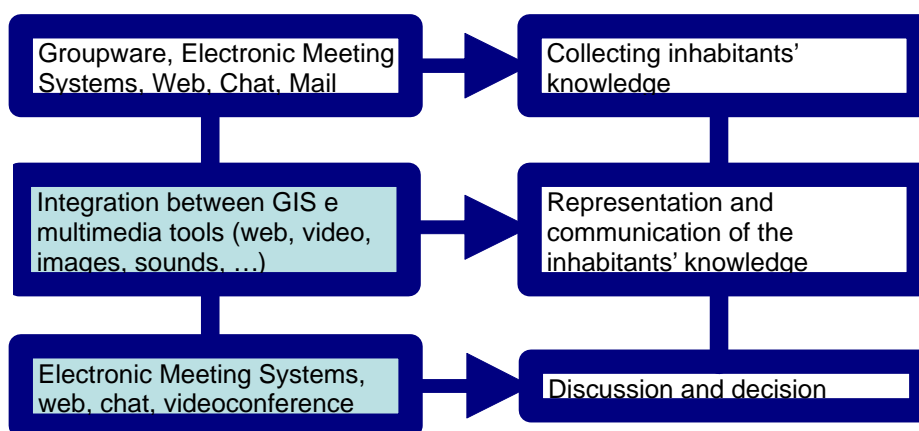 Groupware, Electronic Meeting
Systems, Web, Chat, Mail
Collecting inhabitants’
knowledge
Integration between GIS e
multimedia tools (web, video,
images, sounds, …)
Representation and
communication of the
inhabitants’ knowledge
Electronic Meeting Systems,
web, chat, videoconference
Discussion and decision